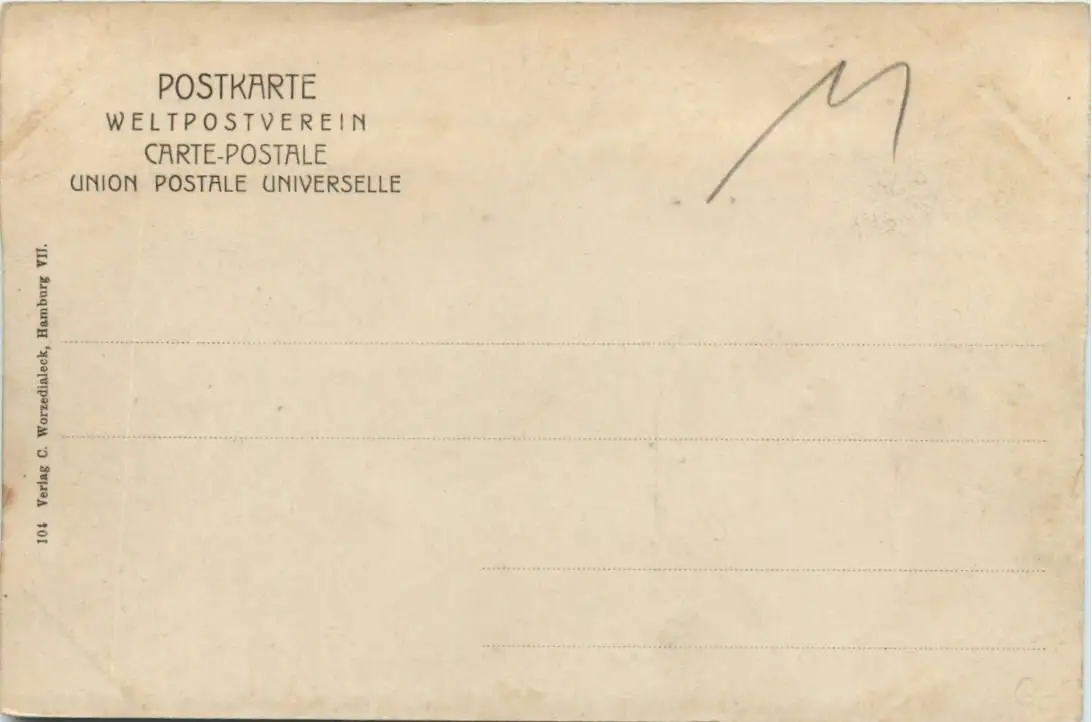 POSTKARTE
WELTPOSTVEREIN
CARTE-POSTALE
UNION POSTALE UNIVERSELLE
104 Verlag C. Worzedialeck, Hamburg VII.